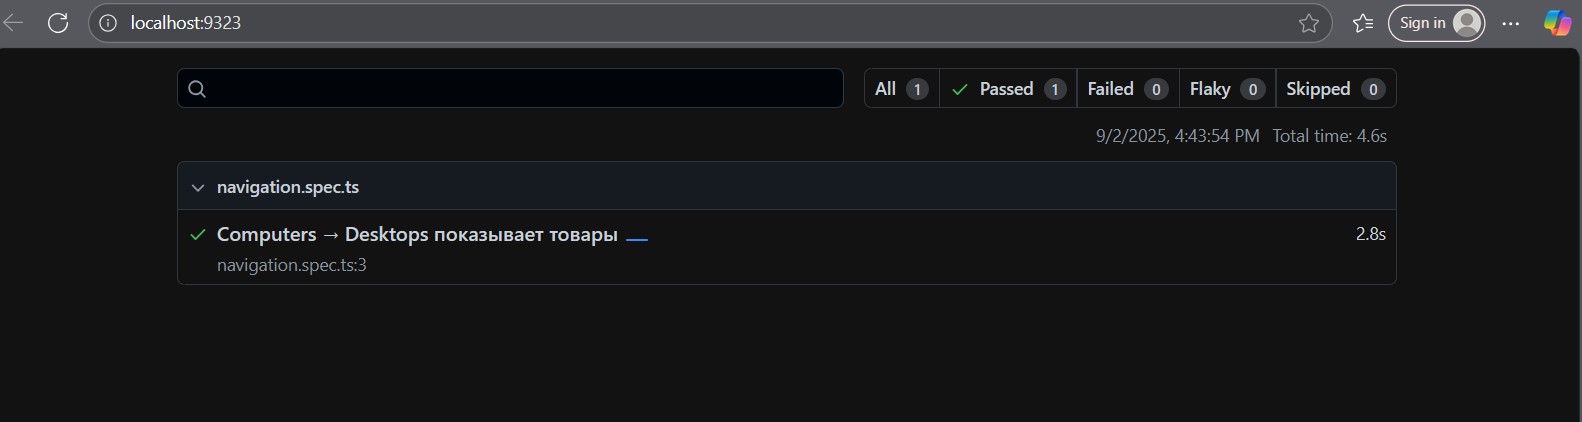 localhost:9323
Sign in
All 1 Passed 1 Failed 0 Flaky 0 Skipped 0
9/2/2025, 4:43:54 PM Total time: 4.6s
navigation.spec.ts
Computers → Desktops показывает товары 2.8s
navigation.spec.ts:3